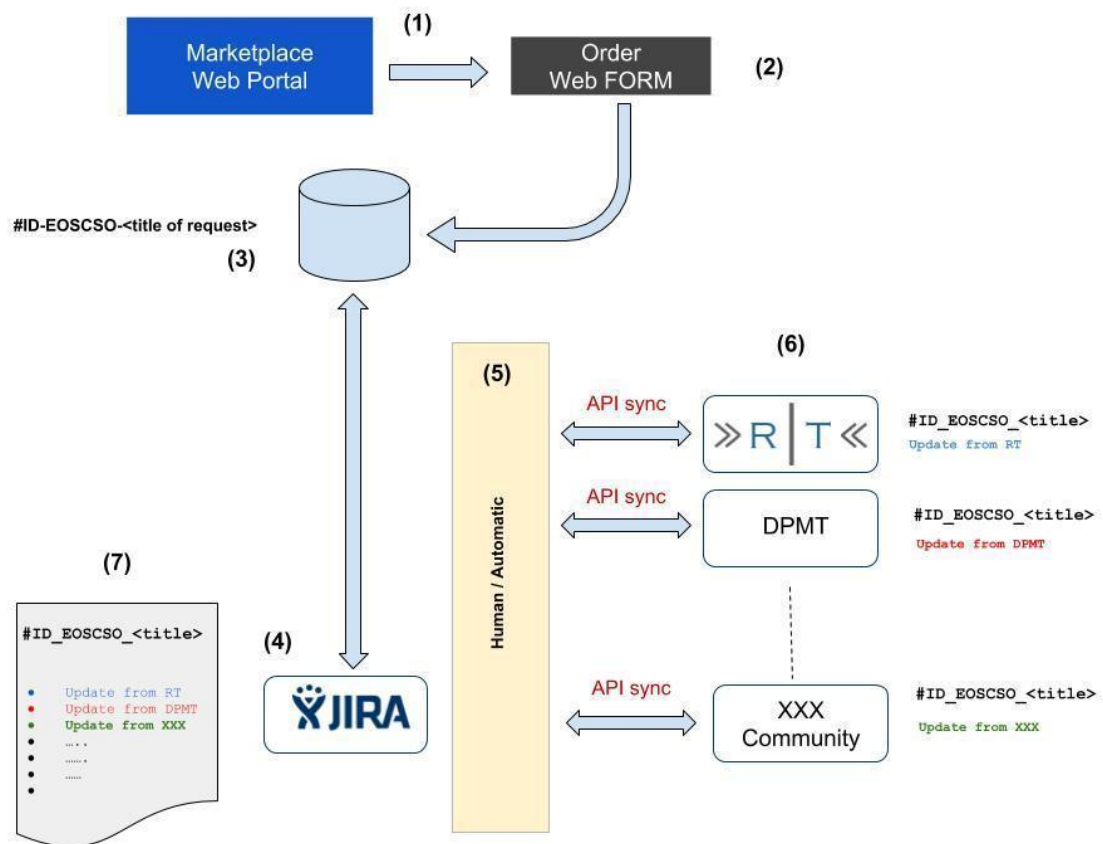 (1)
Marketplace
Web Portal
Order
Web FORM
(2)
#ID-EOSCSO-<title of request>
(3)
(5)
(6)
API sync
>> R | T <<
#ID_EOSCSO_<title>
Update from RT
API sync
DPMT
#ID_EOSCSO_<title>
Update from DPMT
Human / Automatic
(7)
#ID_EOSCSO_<title>
Update from RT
Update from DPMT
Update from XXX
.....
.......
......
(4)
JIRA
API sync
XXX
Community
#ID_EOSCSO_<title>
Update from XXX